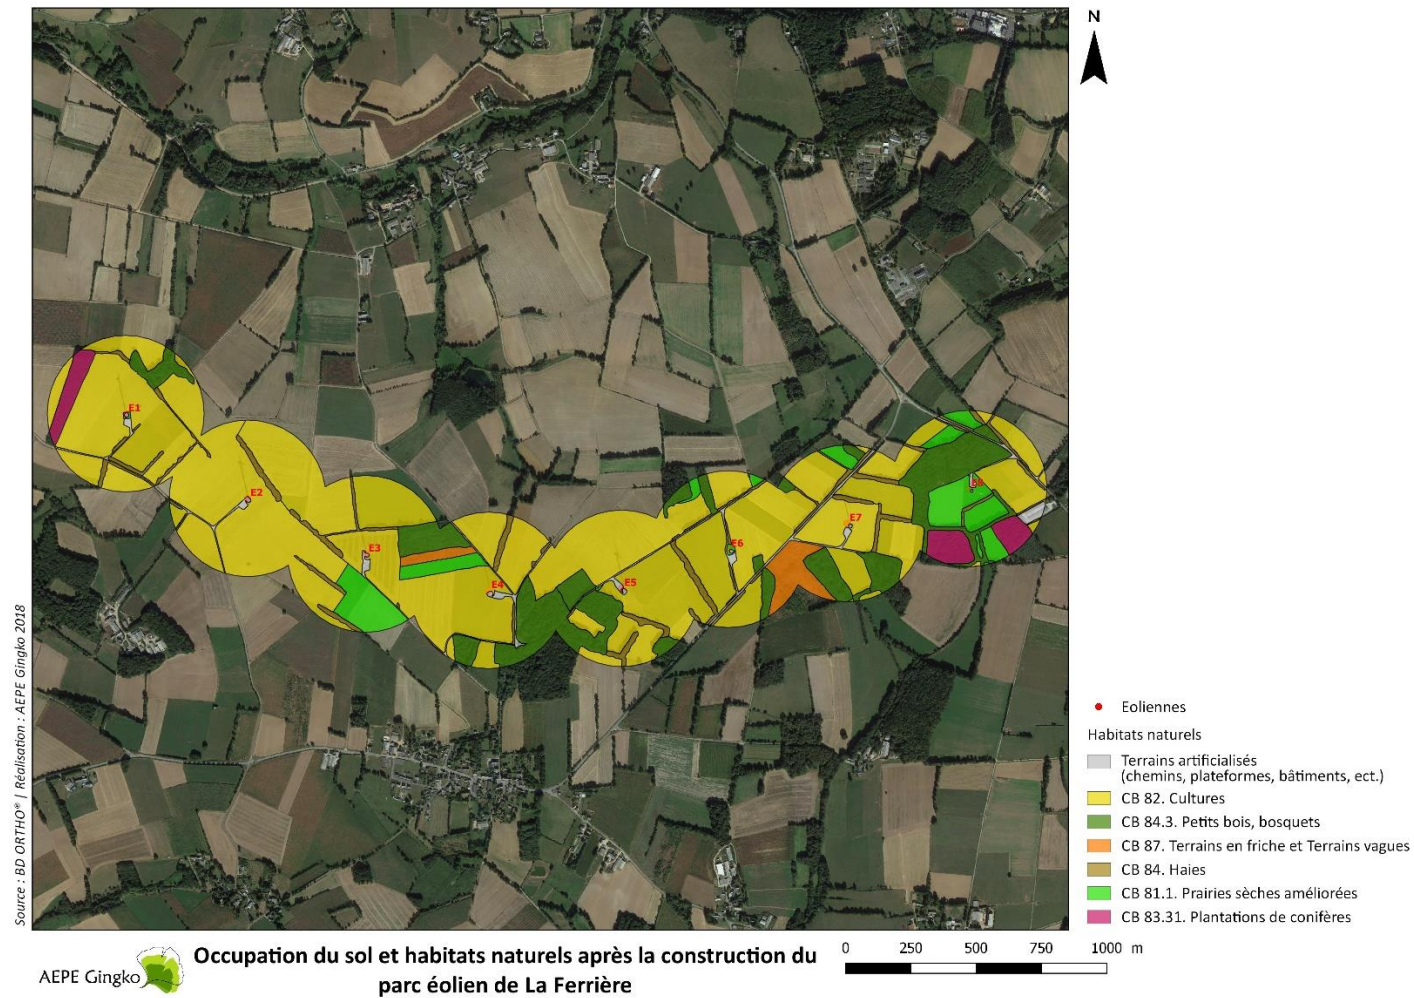 N
E1
E2
E3
E4
E5
E6
E7
E8
Source : BD ORTHO® | Réalisation : AEPE Gingko 2018
Eoliennes
Habitats naturels
Terrains artificialisés
(chemins, plateformes, bâtiments, ect.)
CB 82. Cultures
CB 84.3. Petits bois, bosquets
CB 87. Terrains en friche et Terrains vagues
CB 84. Haies
CB 81.1. Prairies sèches améliorées
CB 83.31. Plantations de conifères
AEPE Gingko
Occupation du sol et habitats naturels après la construction du
parc éolien de La Ferrière
0 250 500 750 1000 m